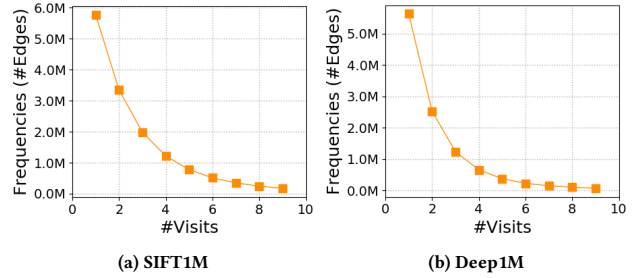 6.0M
5.0M
4.0M
3.0M
2.0M
1.0M
0.0M
Frequencies (#Edges)
0 2 4 6 8 10
#Visits
(a) SIFT1M
5.0M
4.0M
3.0M
2.0M
1.0M
0.0M
Frequencies (#Edges)
0 2 4 6 8 10
#Visits
(b) Deep1M